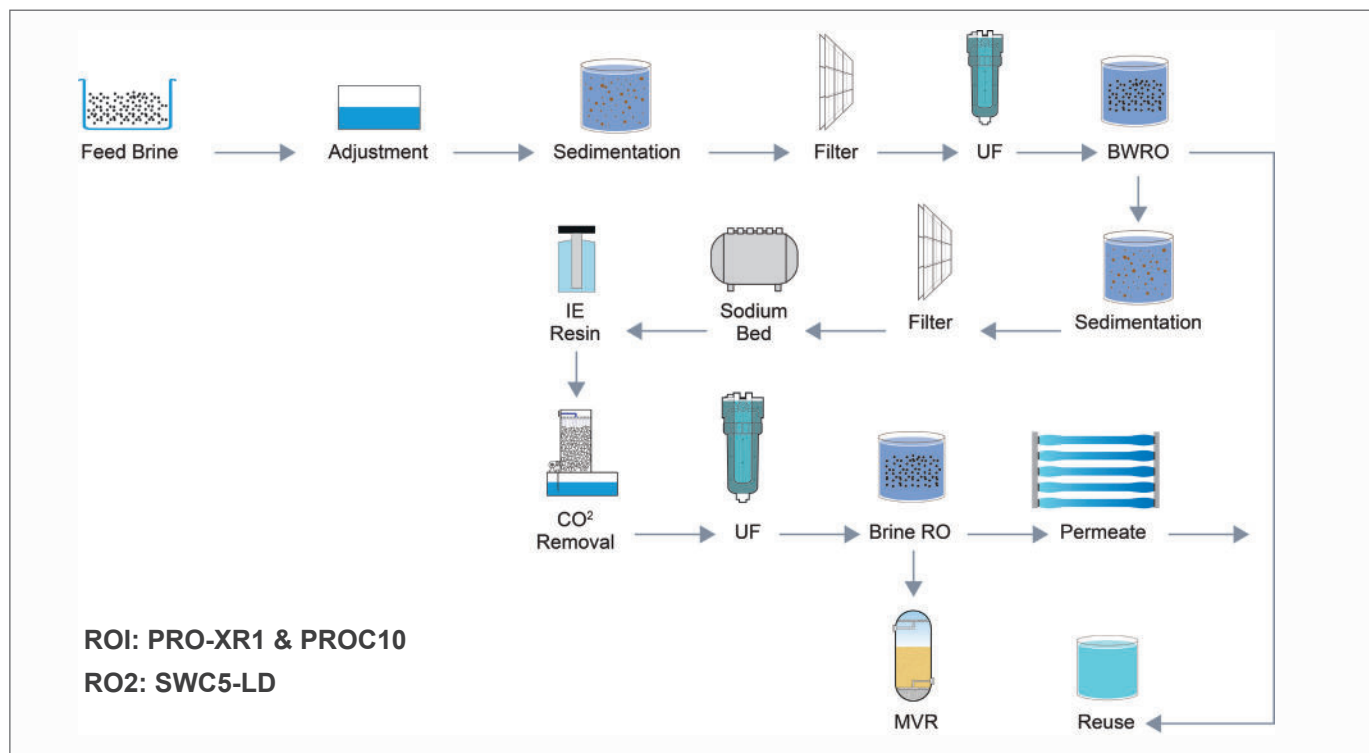 Feed Brine
Adjustment
Sedimentation
Filter
UF
BWRO
IE
Resin
Sodium
Bed
Filter
Sedimentation
CO²
Removal
UF
Brine RO
Permeate
ROI: PRO-XR1 & PROC10
RO2: SWC5-LD
MVR
Reuse